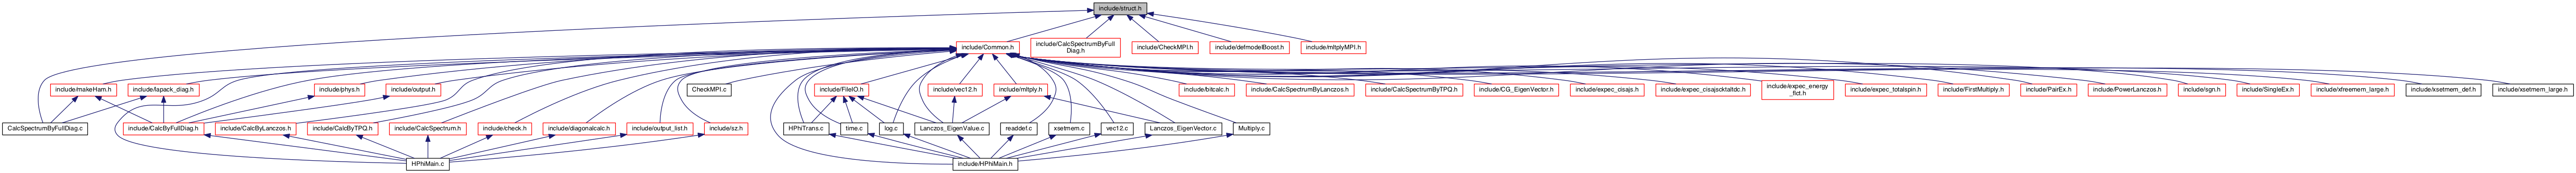 include/struct.h
include/Common.h
include/CalcSpectrumByFull
Diag.h
include/CheckMPI.h
include/defmodelBoost.h
include/mltplyMPI.h
include/makeHam.h
include/lapack_diag.h
include/phys.h
include/output.h
CheckMPI.c
include/FileIO.h
include/vec12.h
include/mltply.h
include/bitcalc.h
include/CalcSpectrumByLanczos.h
include/CalcSpectrumByTPQ.h
include/CG_EigenVector.h
include/expec_cisajs.h
include/expec_cisajscktaltdc.h
include/expec_energy
_flct.h
include/expec_totalspin.h
include/FirstMultiply.h
include/PairEx.h
include/PowerLanczos.h
include/sgn.h
include/SingleEx.h
include/xfreemem_large.h
include/xsetmem_def.h
include/xsetmem_large.h
CalcSpectrumByFullDiag.c
include/CalcByFullDiag.h
include/CalcByLanczos.h
include/CalcByTPQ.h
include/CalcSpectrum.h
include/check.h
include/diagonalcalc.h
include/output_list.h
include/sz.h
HPhiTrans.c
time.c
log.c
Lanczos_EigenValue.c
readdef.c
xsetmem.c
vec12.c
Lanczos_EigenVector.c
Multiply.c
HPhiMain.c
include/HPhiMain.h